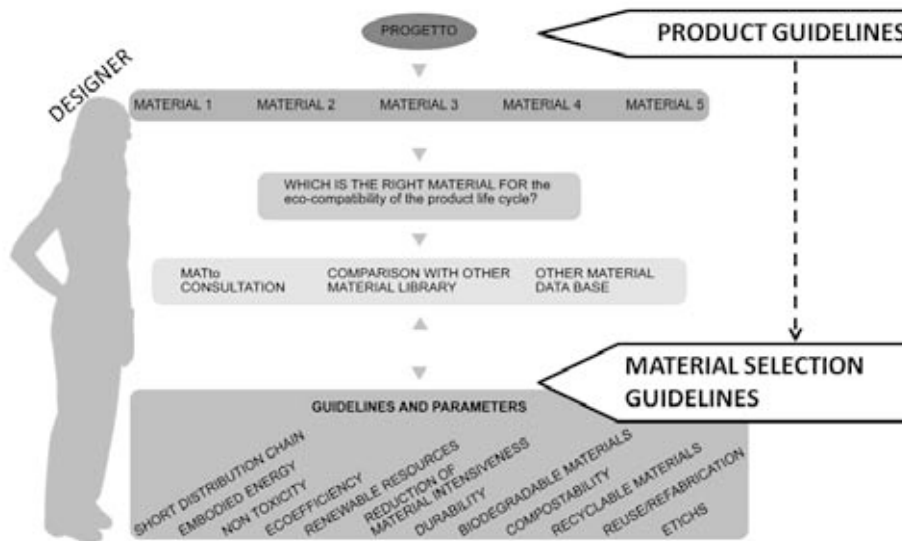 PROGETTO
PRODUCT GUIDELINES
DESIGNER
MATERIAL 1
MATERIAL 2
MATERIAL 3
MATERIAL 4
MATERIAL 5
WHICH IS THE RIGHT MATERIAL FOR the
eco-compatibility of the product life cycle?
MATto
CONSULTATION
COMPARISON WITH OTHER
MATERIAL LIBRARY
OTHER MATERIAL
DATA BASE
MATERIAL SELECTION
GUIDELINES
GUIDELINES AND PARAMETERS
SHORT DISTRIBUTION CHAIN
EMBODIED ENERGY
NON TOXICITY
ECOEFFICIENCY
RENEWABLE RESOURCES
REDUCTION OF
MATERIAL INTENSIVENESS
DURABILITY
BIODEGRADABLE MATERIALS
COMPOSTABILITY
RECYCLABLE MATERIALS
REUSE/REFABRICATION
ETICHS